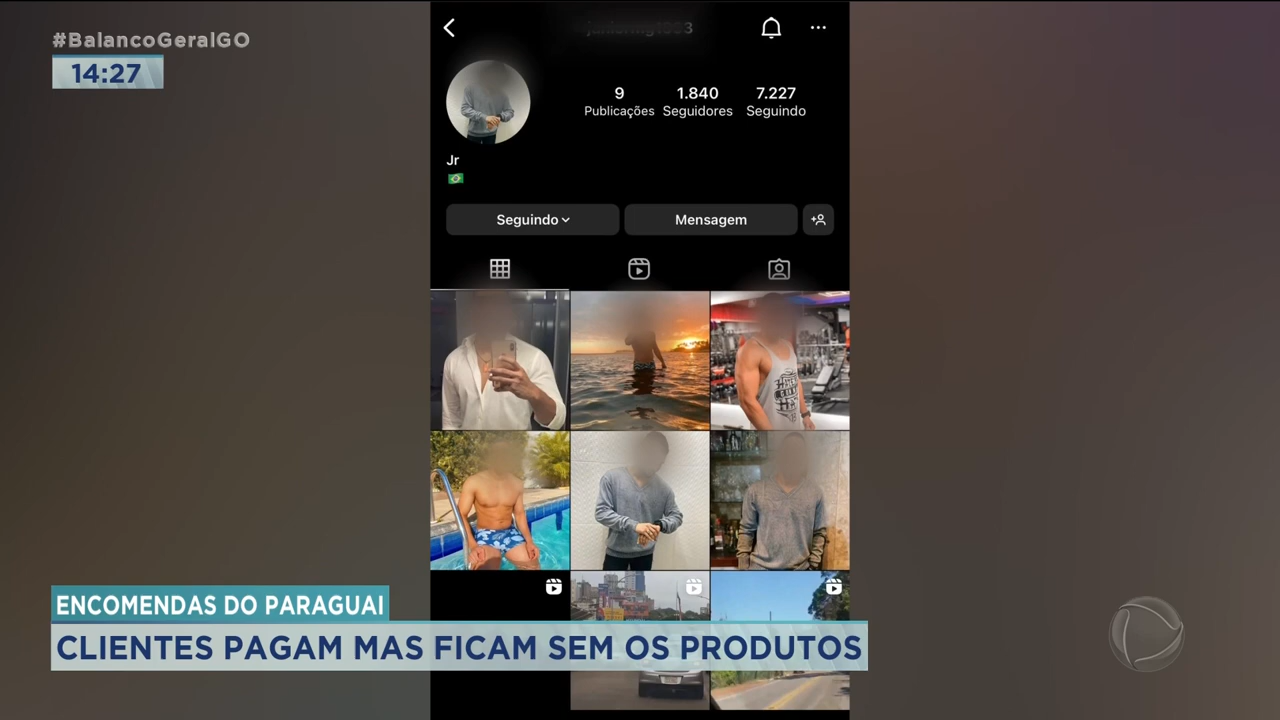 #BalancoGeralGO
14:27
9
Publicações
1.840
Seguidores
7.227
Seguindo
Jr
Seguindo
Mensagem
ENCOMENDAS DO PARAGUAI
CLIENTES PAGAM MAS FICAM SEM OS PRODUTOS